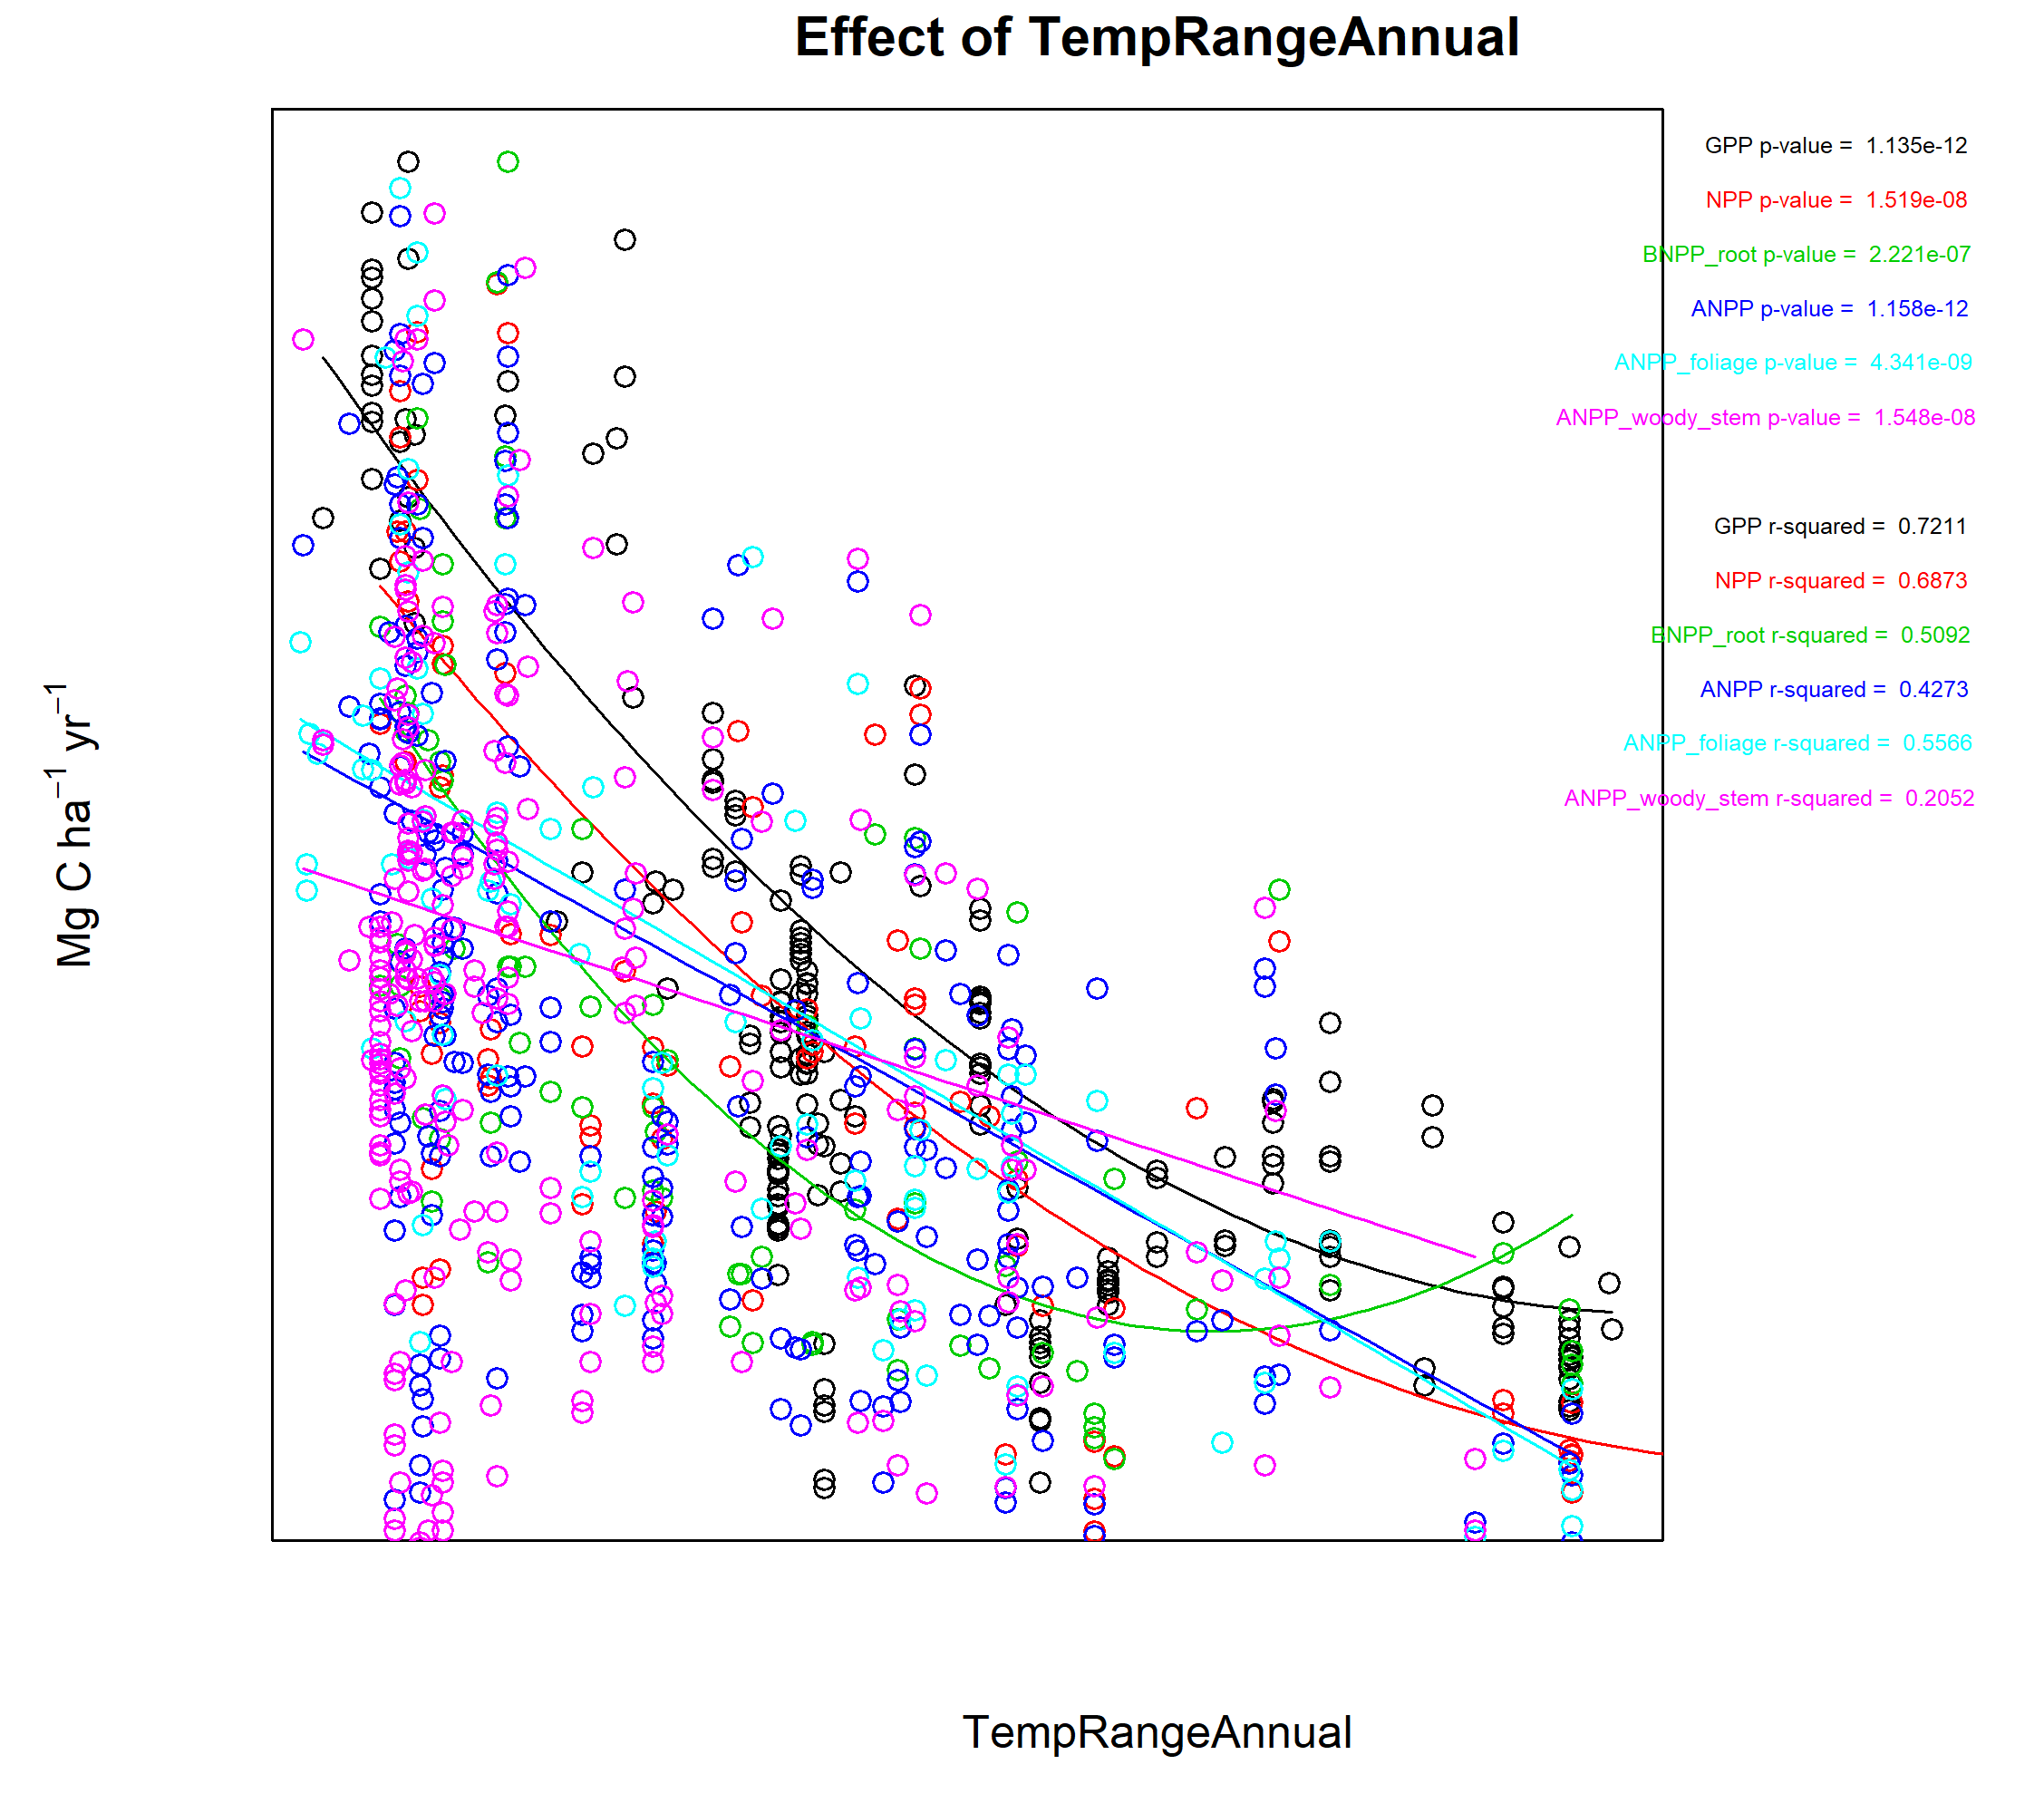 Effect of TempRangeAnnual
GPP p-value = 1.135e-12
NPP p-value = 1.519e-08
BNPP_root p-value = 2.221e-07
ANPP p-value = 1.158e-12
ANPP_foliage p-value = 4.341e-09
ANPP_woody_stem p-value = 1.548e-08
GPP r-squared = 0.7211
NPP r-squared = 0.6873
BNPP_root r-squared = 0.5092
ANPP r-squared = 0.4273
ANPP_foliage r-squared = 0.5566
ANPP_woody_stem r-squared = 0.2052
Mg C ha⁻¹ yr⁻¹
TempRangeAnnual